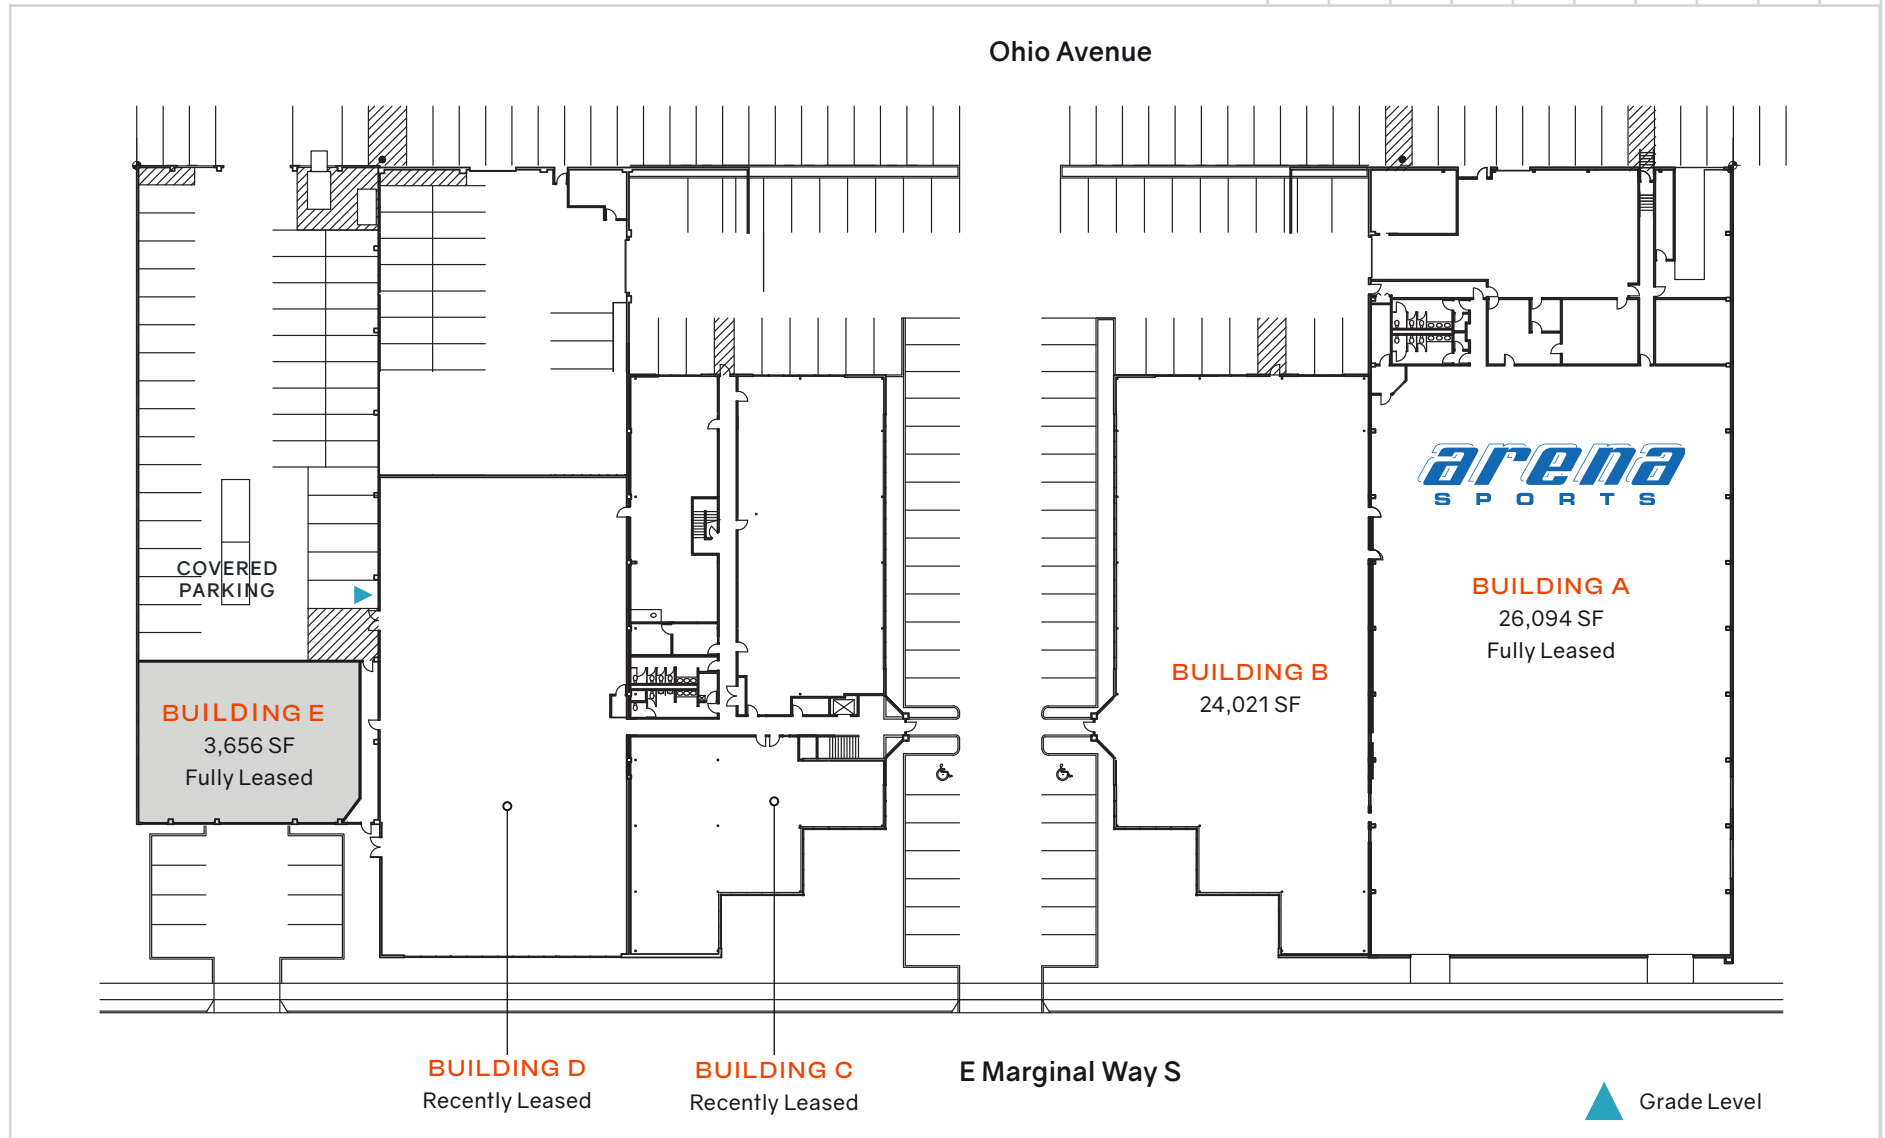 Ohio Avenue
arena
SPORTS
COVERED
PARKING
BUILDING A
26,094 SF
Fully Leased
BUILDING B
24,021 SF
BUILDING E
3,656 SF
Fully Leased
BUILDING D
Recently Leased
BUILDING C
Recently Leased
E Marginal Way S
Grade Level